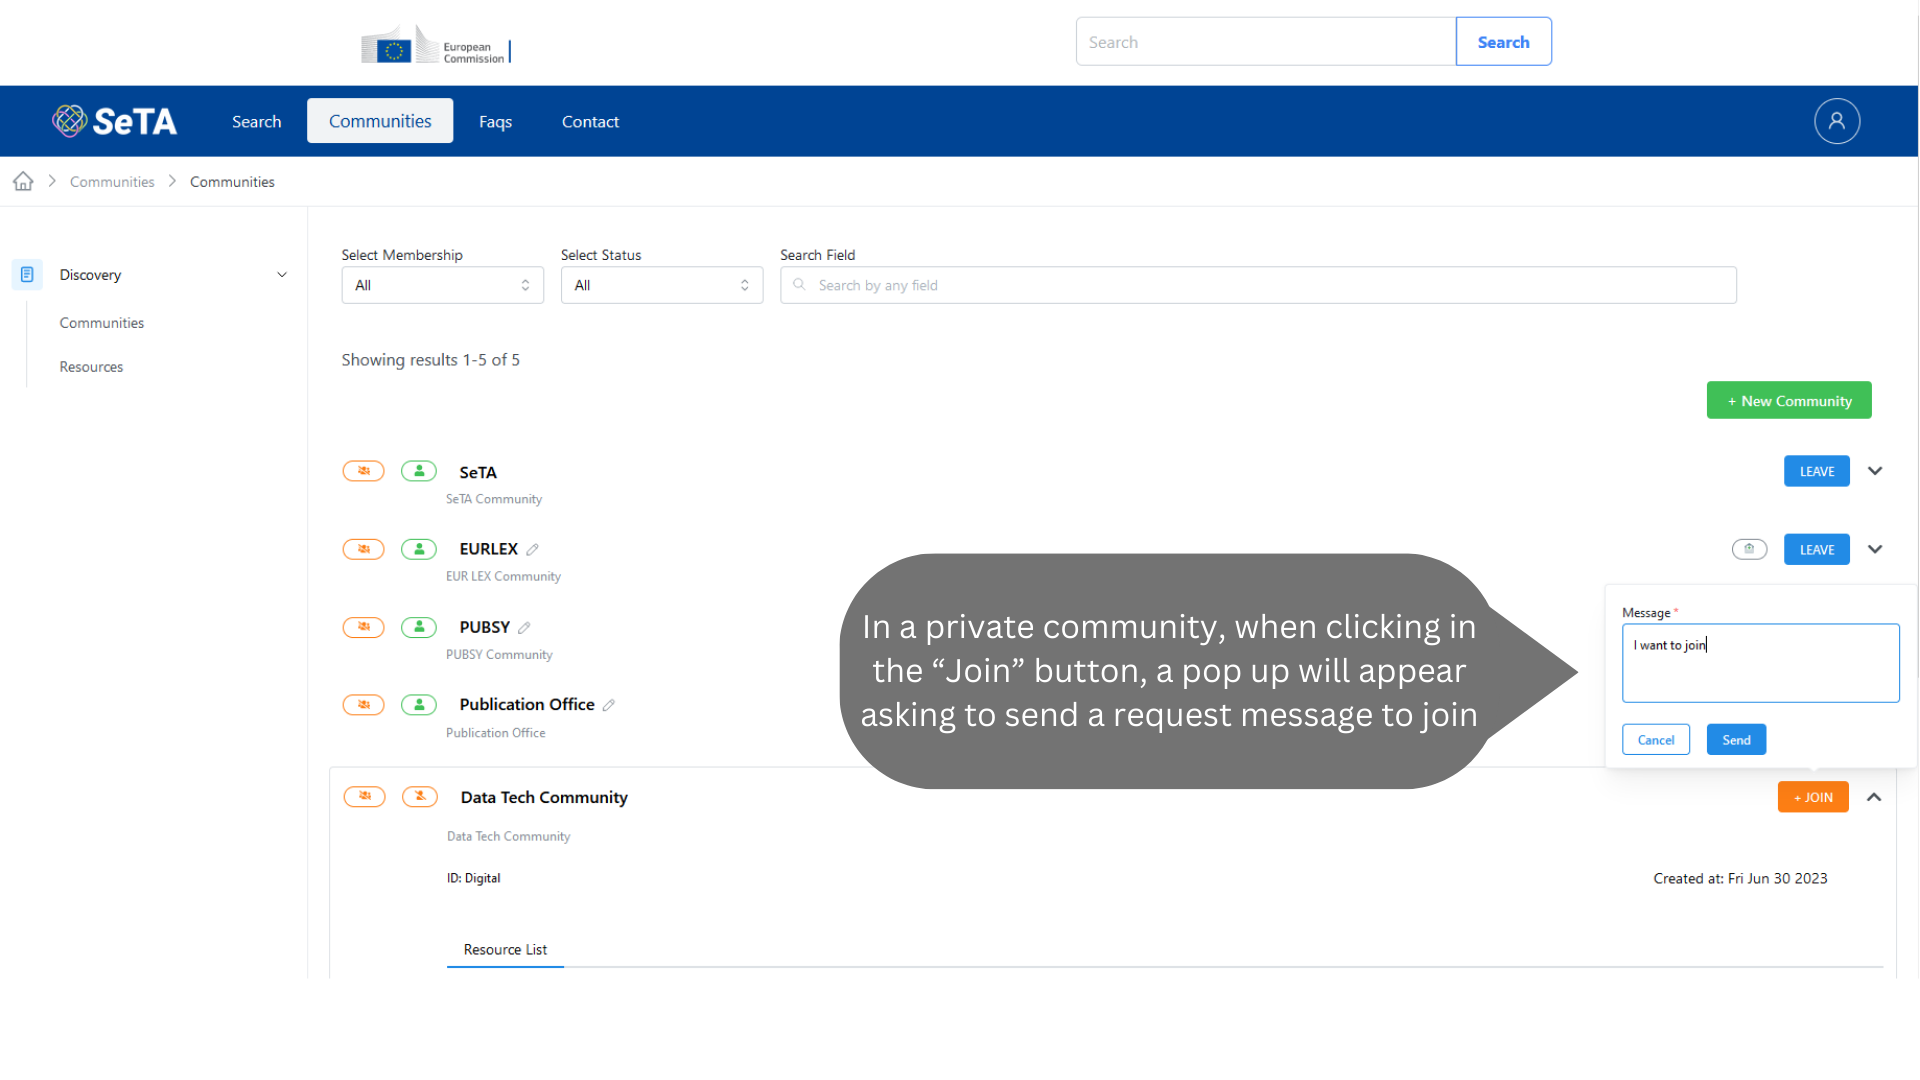 European
Commission
Search
Search
SeTA
Search
Communities
Faqs
Contact
Communities
Communities
Discovery
Communities
Resources
Select Membership
All
Select Status
All
Search Field
Search by any field
Showing results 1-5 of 5
+ New Community
SeTA
SeTA Community
LEAVE
EURLEX
EUR LEX Community
LEAVE
PUBSY
PUBSY Community
Publication Office
Publication Office
In a private community, when clicking in
the “Join” button, a pop up will appear
asking to send a request message to join
Message *
I want to join
Cancel
Send
Data Tech Community
Data Tech Community
+ JOIN
ID: Digital
Created at: Fri Jun 30 2023
Resource List